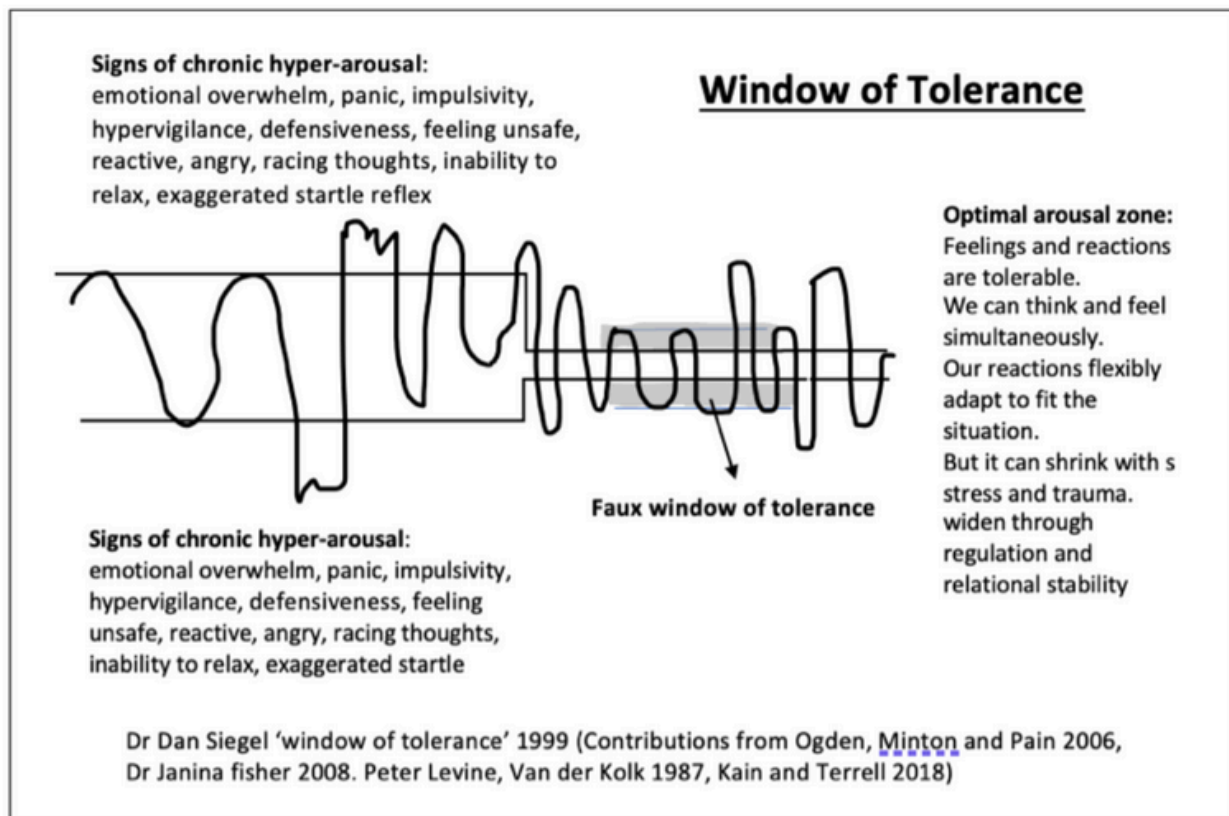 Signs of chronic hyper-arousal:
emotional overwhelm, panic, impulsivity,
hypervigilance, defensiveness, feeling unsafe,
reactive, angry, racing thoughts, inability to
relax, exaggerated startle reflex
Window of Tolerance
Optimal arousal zone:
Feelings and reactions
are tolerable.
We can think and feel
simultaneously.
Our reactions flexibly
adapt to fit the
situation.
But it can shrink with s
stress and trauma.
widen through
regulation and
relational stability
Faux window of tolerance
Signs of chronic hyper-arousal:
emotional overwhelm, panic, impulsivity,
hypervigilance, defensiveness, feeling
unsafe, reactive, angry, racing thoughts,
inability to relax, exaggerated startle
Dr Dan Siegel ‘window of tolerance’ 1999 (Contributions from Ogden, Minton and Pain 2006,
Dr Janina fisher 2008. Peter Levine, Van der Kolk 1987, Kain and Terrell 2018)